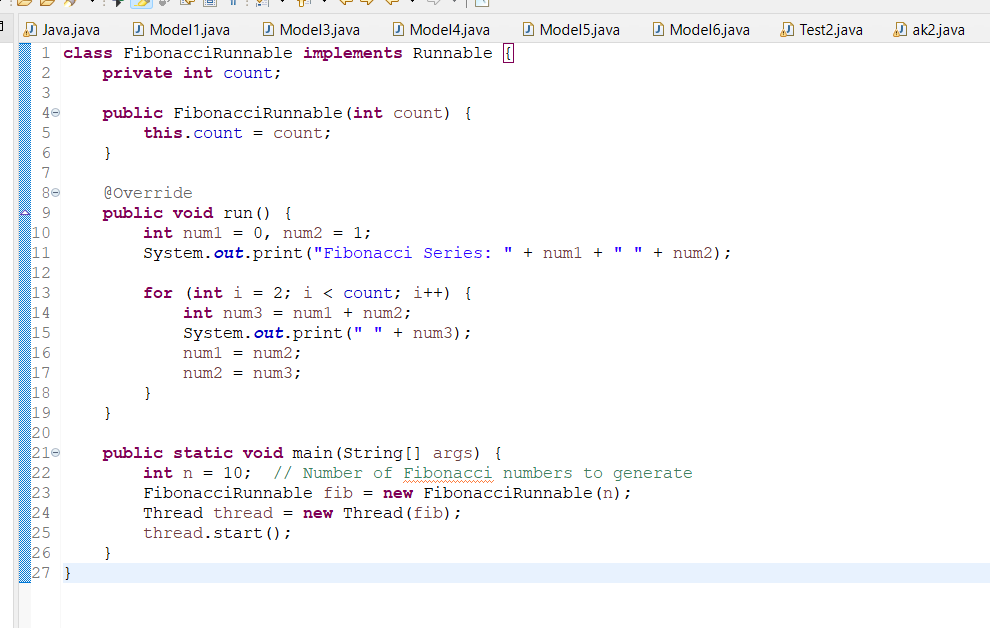 Java.java Model1.java Model3.java Model4.java Model5.java Model6.java Test2.java ak2.java
1 class FibonacciRunnable implements Runnable {
2     private int count;
3
4     public FibonacciRunnable(int count) {
5         this.count = count;
6     }
7
8     @Override
9     public void run() {
10         int num1 = 0, num2 = 1;
11         System.out.print("Fibonacci Series: " + num1 + " " + num2);
12
13         for (int i = 2; i < count; i++) {
14             int num3 = num1 + num2;
15             System.out.print(" " + num3);
16             num1 = num2;
17             num2 = num3;
18         }
19     }
20
21     public static void main(String[] args) {
22         int n = 10;  // Number of Fibonacci numbers to generate
23         FibonacciRunnable fib = new FibonacciRunnable(n);
24         Thread thread = new Thread(fib);
25         thread.start();
26     }
27 }